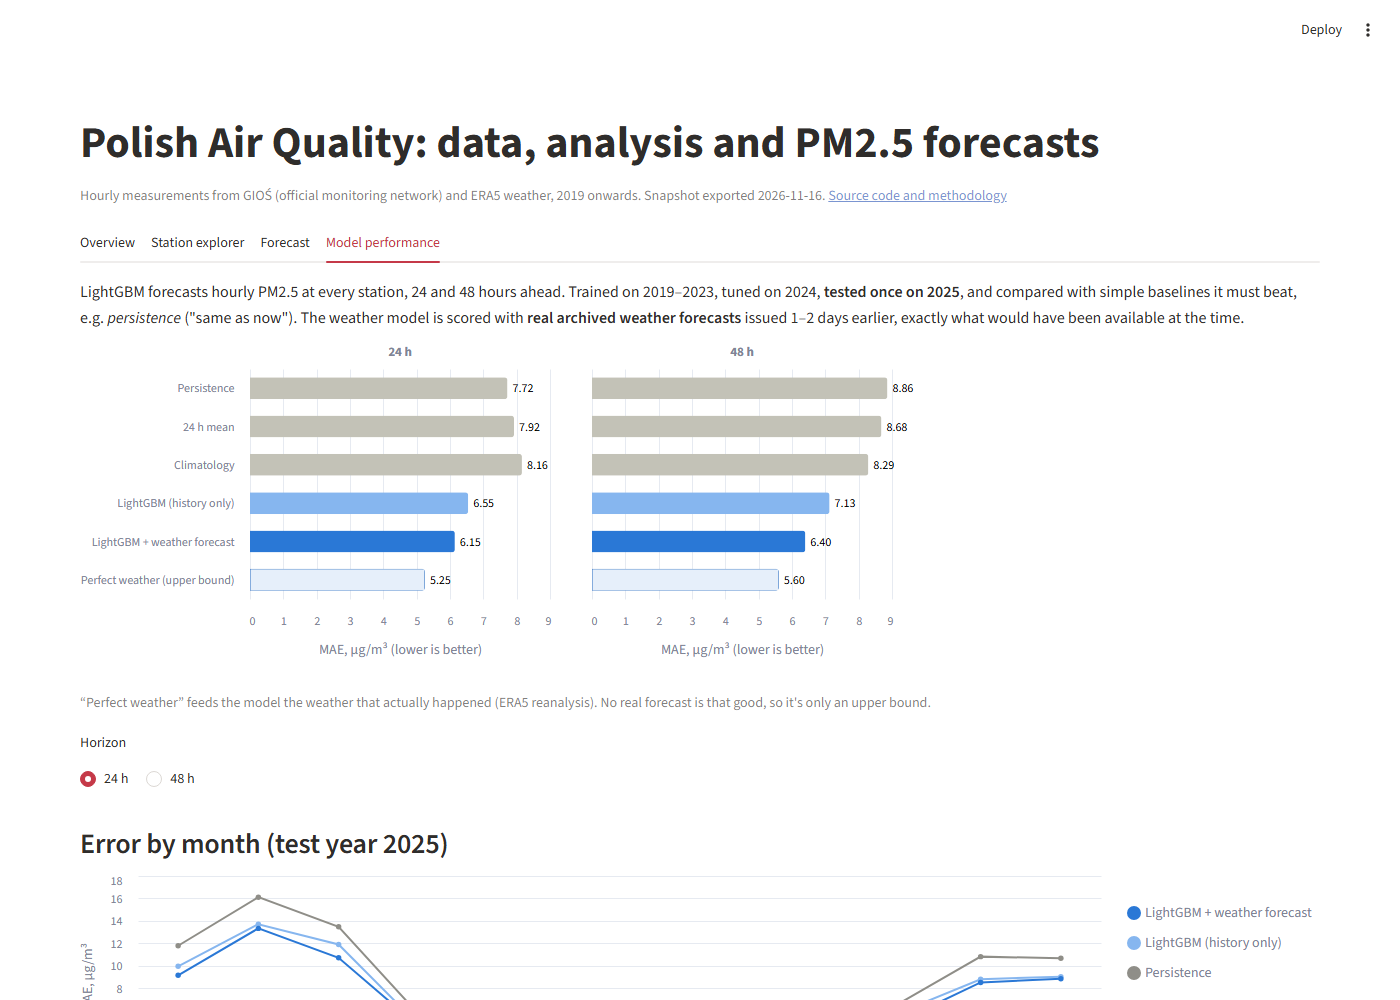 Deploy
Polish Air Quality: data, analysis and PM2.5 forecasts
Hourly measurements from GIOŚ (official monitoring network) and ERA5 weather, 2019 onwards. Snapshot exported 2026-11-16. Source code and methodology
Overview Station explorer Forecast Model performance
LightGBM forecasts hourly PM2.5 at every station, 24 and 48 hours ahead. Trained on 2019–2023, tuned on 2024, tested once on 2025, and compared with simple baselines it must beat,
e.g. persistence ("same as now"). The weather model is scored with real archived weather forecasts issued 1–2 days earlier, exactly what would have been available at the time.
24 h 48 h
Persistence 7.72 8.86
24 h mean 7.92 8.68
Climatology 8.16 8.29
LightGBM (history only) 6.55 7.13
LightGBM + weather forecast 6.15 6.40
Perfect weather (upper bound) 5.25 5.60
0 1 2 3 4 5 6 7 8 9 0 1 2 3 4 5 6 7 8 9
MAE, µg/m³ (lower is better) MAE, µg/m³ (lower is better)
“Perfect weather” feeds the model the weather that actually happened (ERA5 reanalysis). No real forecast is that good, so it's only an upper bound.
Horizon
24 h 48 h
Error by month (test year 2025)
18
16
14
12
10
8
AE, µg/m³
LightGBM + weather forecast
LightGBM (history only)
Persistence